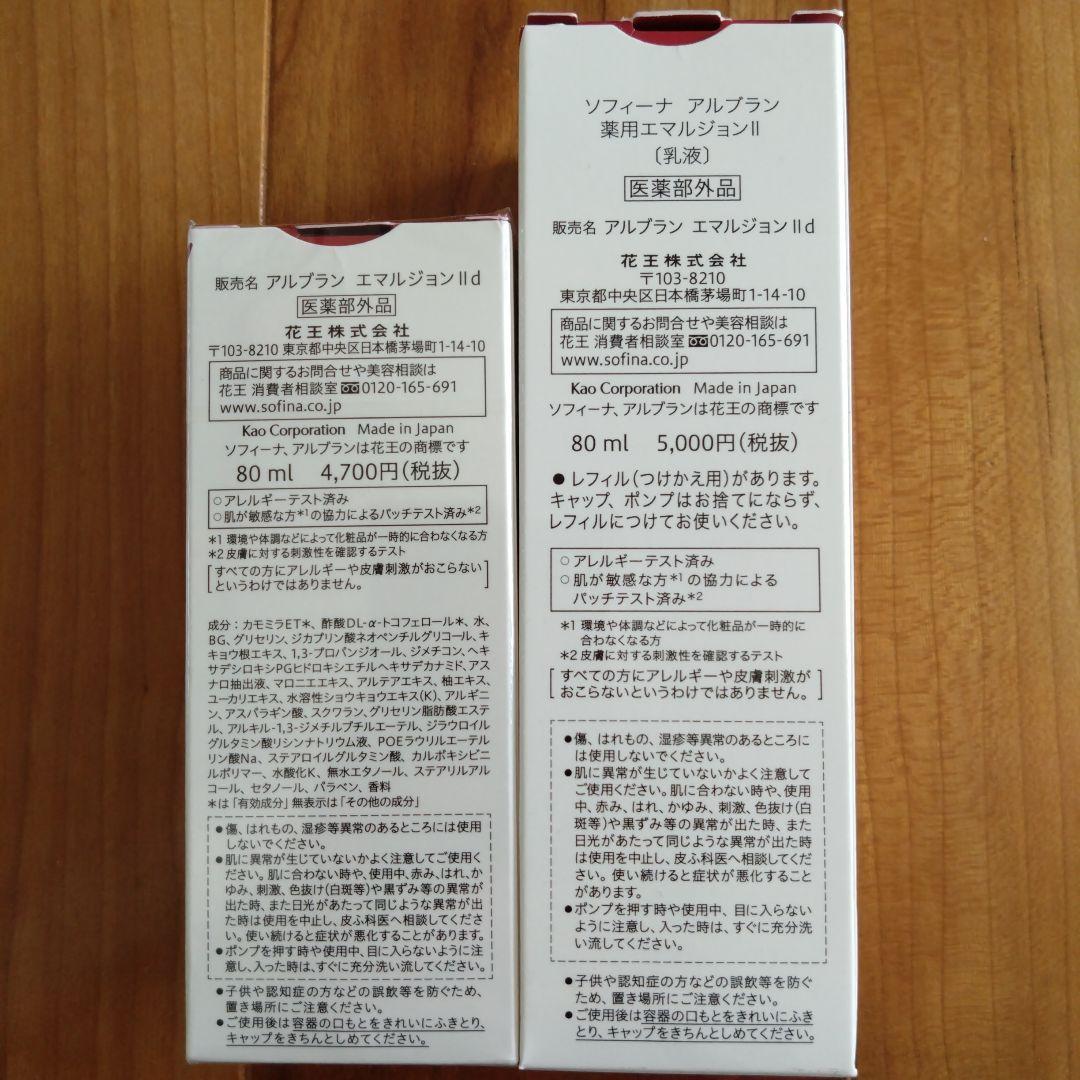 販売名 アルブラン エマルジョンⅡd
医薬部外品
花王株式会社
〒103-8210 東京都中央区日本橋茅場町1-14-10
商品に関するお問合せや美容相談は
花王 消費者相談室 0120-165-691
www.sofina.co.jp
Kao Corporation Made in Japan
ソフィーナ、アルブランは花王の商標です
80 ml 4,700円(税抜)
○アレルギーテスト済み
○肌が敏感な方*1の協力によるパッチテスト済み*2
*1 環境や体調などによって化粧品が一時的に合わなくなる方
*2 皮膚に対する刺激性を確認するテスト
[すべての方にアレルギーや皮膚刺激がおこらない
というわけではありません。]
成分:カモミラET*、酢酸DL-α-トコフェロール*、水、
BG、グリセリン、ジカプリン酸ネオペンチルグリコール、キ
キョウ根エキス、1,3-プロパンジオール、ジメチコン、ヘキ
サデシロキシPGヒドロキシエチルヘキサデカナミド、アス
ナロ抽出液、マロニエエキス、アルテアエキス、柚エキス、
ユーカリエキス、水溶性ショウキョウエキス(K)、アルギニ
ン、アスパラギン酸、スクワラン、グリセリン脂肪酸エステ
ル、アルキル-1,3-ジメチルブチルエーテル、ジラウロイル
グルタミン酸リシンナトリウム液、POEラウリルエーテル
リン酸Na、ステアロイルグルタミン酸、カルボキシビニ
ルポリマー、水酸化K、無水エタノール、ステアリルアル
コール、セタノール、パラベン、香料
*は「有効成分」無表示は「その他の成分」
●傷、はれもの、湿疹等異常のあるところには使用
しないでください。
●肌に異常が生じていないかよく注意してご使用く
ださい。肌に合わない時や、使用中、赤み、はれ、か
ゆみ、刺激、色抜け(白斑等)や黒ずみ等の異常が
出た時、また日光があたって同じような異常が出
た時は使用を中止し、皮ふ科医へ相談してくださ
い。使い続けると症状が悪化することがあります。
●ポンプを押す時や使用中、目に入らないように注
意し、入った時は、すぐに充分洗い流してください。
●子供や認知症の方などの誤飲等を防ぐため、
置き場所にご注意ください。
●ご使用後は容器の口もとをきれいにふきとり、
キャップをきちんとしめてください。
ソフィーナ アルブラン
薬用エマルジョンⅡ
〔乳液〕
医薬部外品
販売名 アルブラン エマルジョンⅡd
花王株式会社
〒103-8210
東京都中央区日本橋茅場町1-14-10
商品に関するお問合せや美容相談は
花王 消費者相談室 0120-165-691
www.sofina.co.jp
Kao Corporation Made in Japan
ソフィーナ、アルブランは花王の商標です
80 ml 5,000円(税抜)
●レフィル(つけかえ用)があります。
キャップ、ポンプはお捨てにならず、
レフィルにつけてお使いください。
○アレルギーテスト済み
○肌が敏感な方*1の協力による
パッチテスト済み*2
*1 環境や体調などによって化粧品が一時的に
合わなくなる方
*2 皮膚に対する刺激性を確認するテスト
[すべての方にアレルギーや皮膚刺激が
おこらないというわけではありません。]
●傷、はれもの、湿疹等異常のあるところに
は使用しないでください。
●肌に異常が生じていないかよく注意して
ご使用ください。肌に合わない時や、使用
中、赤み、はれ、かゆみ、刺激、色抜け(白
斑等)や黒ずみ等の異常が出た時、また
日光があたって同じような異常が出た時
は使用を中止し、皮ふ科医へ相談してくだ
さい。使い続けると症状が悪化すること
があります。
●ポンプを押す時や使用中、目に入らない
ように注意し、入った時は、すぐに充分洗
い流してください。
●子供や認知症の方などの誤飲等を防ぐ
ため、置き場所にご注意ください。
●ご使用後は容器の口もとをきれいにふき
とり、キャップをきちんとしめてください。